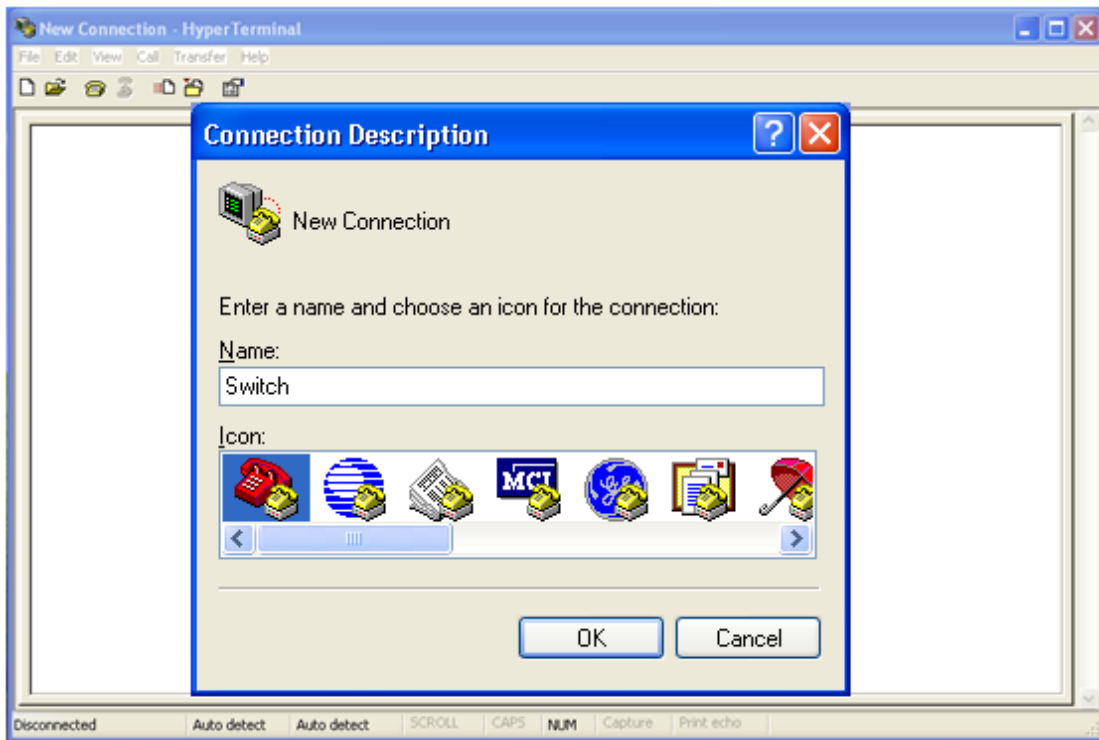 New Connection - HyperTerminal
File Edit View Call Transfer Help
Connection Description
New Connection
Enter a name and choose an icon for the connection:
Name:
Switch
Icon:
MCI
OK Cancel
Disconnected Auto detect Auto detect SCROLL CAPS NUM Capture Print echo